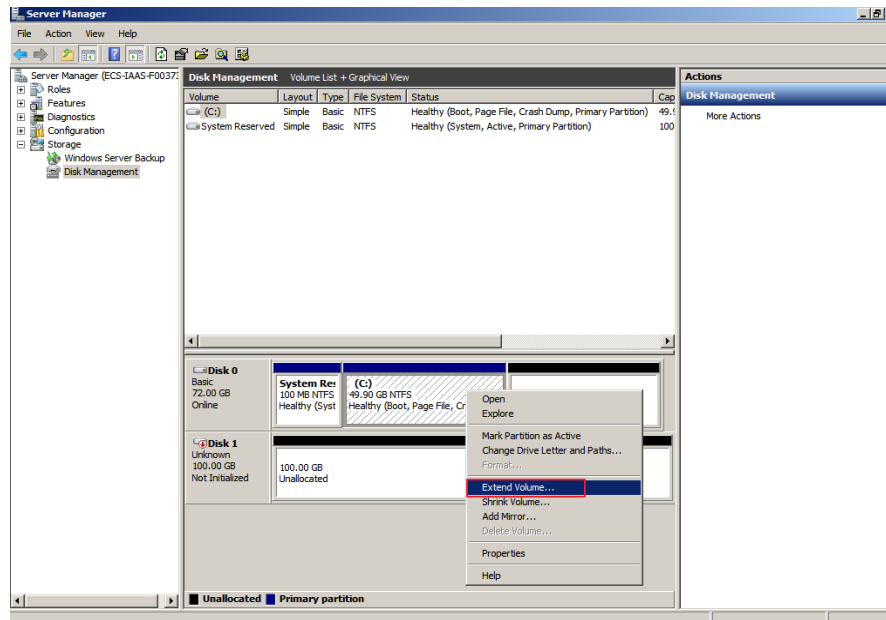 Server Manager
File Action View Help
Server Manager (ECS-IAAS-F00373
Roles
Features
Diagnostics
Configuration
Storage
Windows Server Backup
Disk Management
Disk Management Volume List + Graphical View
Volume Layout Type File System Status Cap
(C:) Simple Basic NTFS Healthy (Boot, Page File, Crash Dump, Primary Partition) 49.9
System Reserved Simple Basic NTFS Healthy (System, Active, Primary Partition) 100
Disk 0
Basic
72.00 GB
Online
System Res
100 MB NTFS
Healthy (Syst
(C:)
49.90 GB NTFS
Healthy (Boot, Page File, Cr
Disk 1
Unknown
100.00 GB
Not Initialized
100.00 GB
Unallocated
Open
Explore
Mark Partition as Active
Change Drive Letter and Paths...
Format...
Extend Volume...
Shrink Volume...
Add Mirror...
Delete Volume...
Properties
Help
Unallocated Primary partition
Actions
Disk Management
More Actions